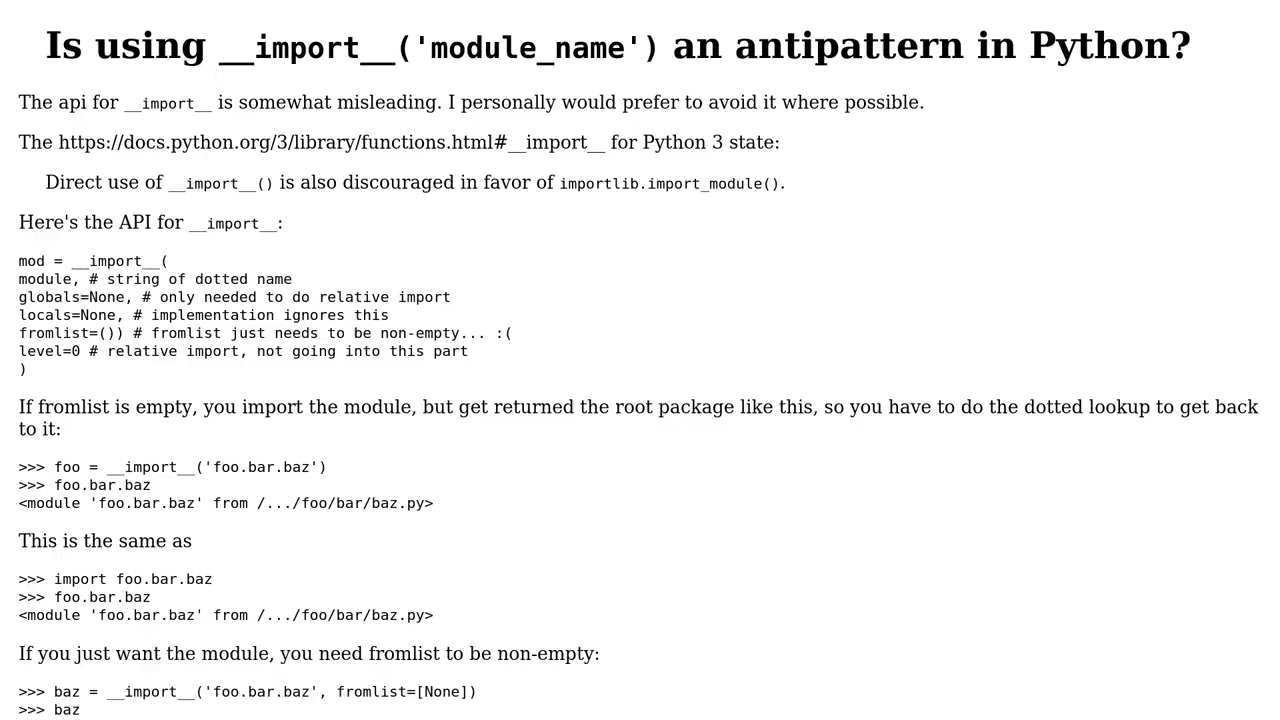 Is using __import__('module_name') an antipattern in Python?
The api for __import__ is somewhat misleading. I personally would prefer to avoid it where possible.
The https://docs.python.org/3/library/functions.html#__import__ for Python 3 state:
Direct use of __import__() is also discouraged in favor of importlib.import_module().
Here's the API for __import__:
mod = __import__(
module, # string of dotted name
globals=None, # only needed to do relative import
locals=None, # implementation ignores this
fromlist=()) # fromlist just needs to be non-empty... :(
level=0 # relative import, not going into this part
)
If fromlist is empty, you import the module, but get returned the root package like this, so you have to do the dotted lookup to get back
to it:
>>> foo = __import__('foo.bar.baz')
>>> foo.bar.baz
<module 'foo.bar.baz' from /.../foo/bar/baz.py>
This is the same as
>>> import foo.bar.baz
>>> foo.bar.baz
<module 'foo.bar.baz' from /.../foo/bar/baz.py>
If you just want the module, you need fromlist to be non-empty:
>>> baz = __import__('foo.bar.baz', fromlist=[None])
>>> baz